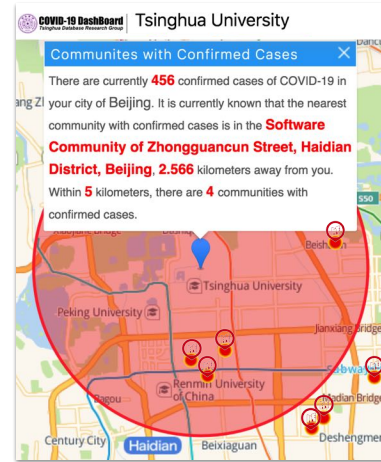 COVID-19 DashBoard
Tsinghua Database Research Group
Tsinghua University
Communites with Confirmed Cases
There are currently 456 confirmed cases of COVID-19 in
your city of Beijing. It is currently known that the nearest
community with confirmed cases is in the Software
Community of Zhongguancun Street, Haidian
District, Beijing, 2.566 kilometers away from you.
Within 5 kilometers, there are 4 communities with
confirmed cases.
S50
Tsinghua University
Peking University
Jianxiang Bridge
Subwa
Renmin University
of China
Bagou
Madian Bridge
Century City
Haidian
Beixiaguan
Deshengmen